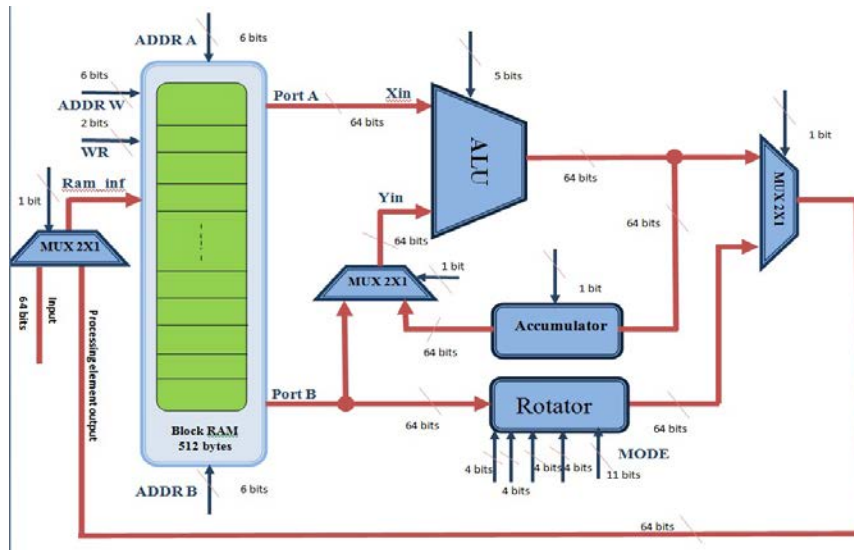 ADDR A
6 bits
6 bits
ADDR W
2 bits
WR
Ram_inf
1 bit
MUX 2X1
Input
64 bits
Processing element output
Port A
64 bits
Xin
5 bits
ALU
64 bits
1 bit
MUX 2X1
64 bits
Yin
64 bits
MUX 2X1
1 bit
1 bit
Accumulator
64 bits
Port B
64 bits
Rotator
64 bits
MODE
4 bits
4 bits
4 bits
4 bits
11 bits
Block RAM
512 bytes
ADDR B
6 bits
64 bits